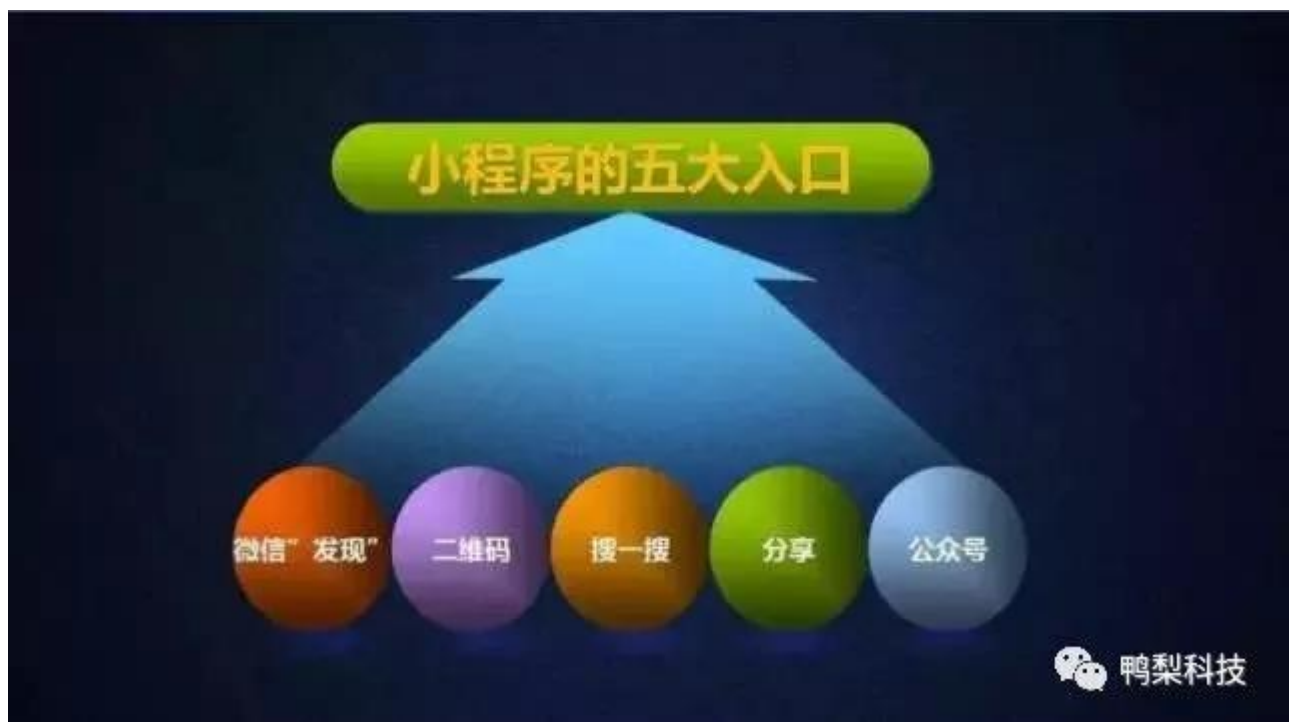 小程序的五大入口
微信”发现”
二维码
搜一搜
分享
公众号
鸭梨科技